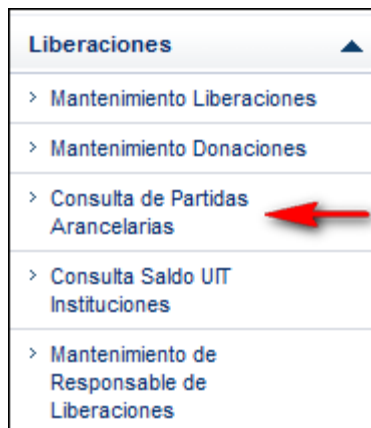 Liberaciones
Mantenimiento Liberaciones
Mantenimiento Donaciones
Consulta de Partidas
Arancelarias
Consulta Saldo UIT
Instituciones
Mantenimiento de
Responsable de
Liberaciones